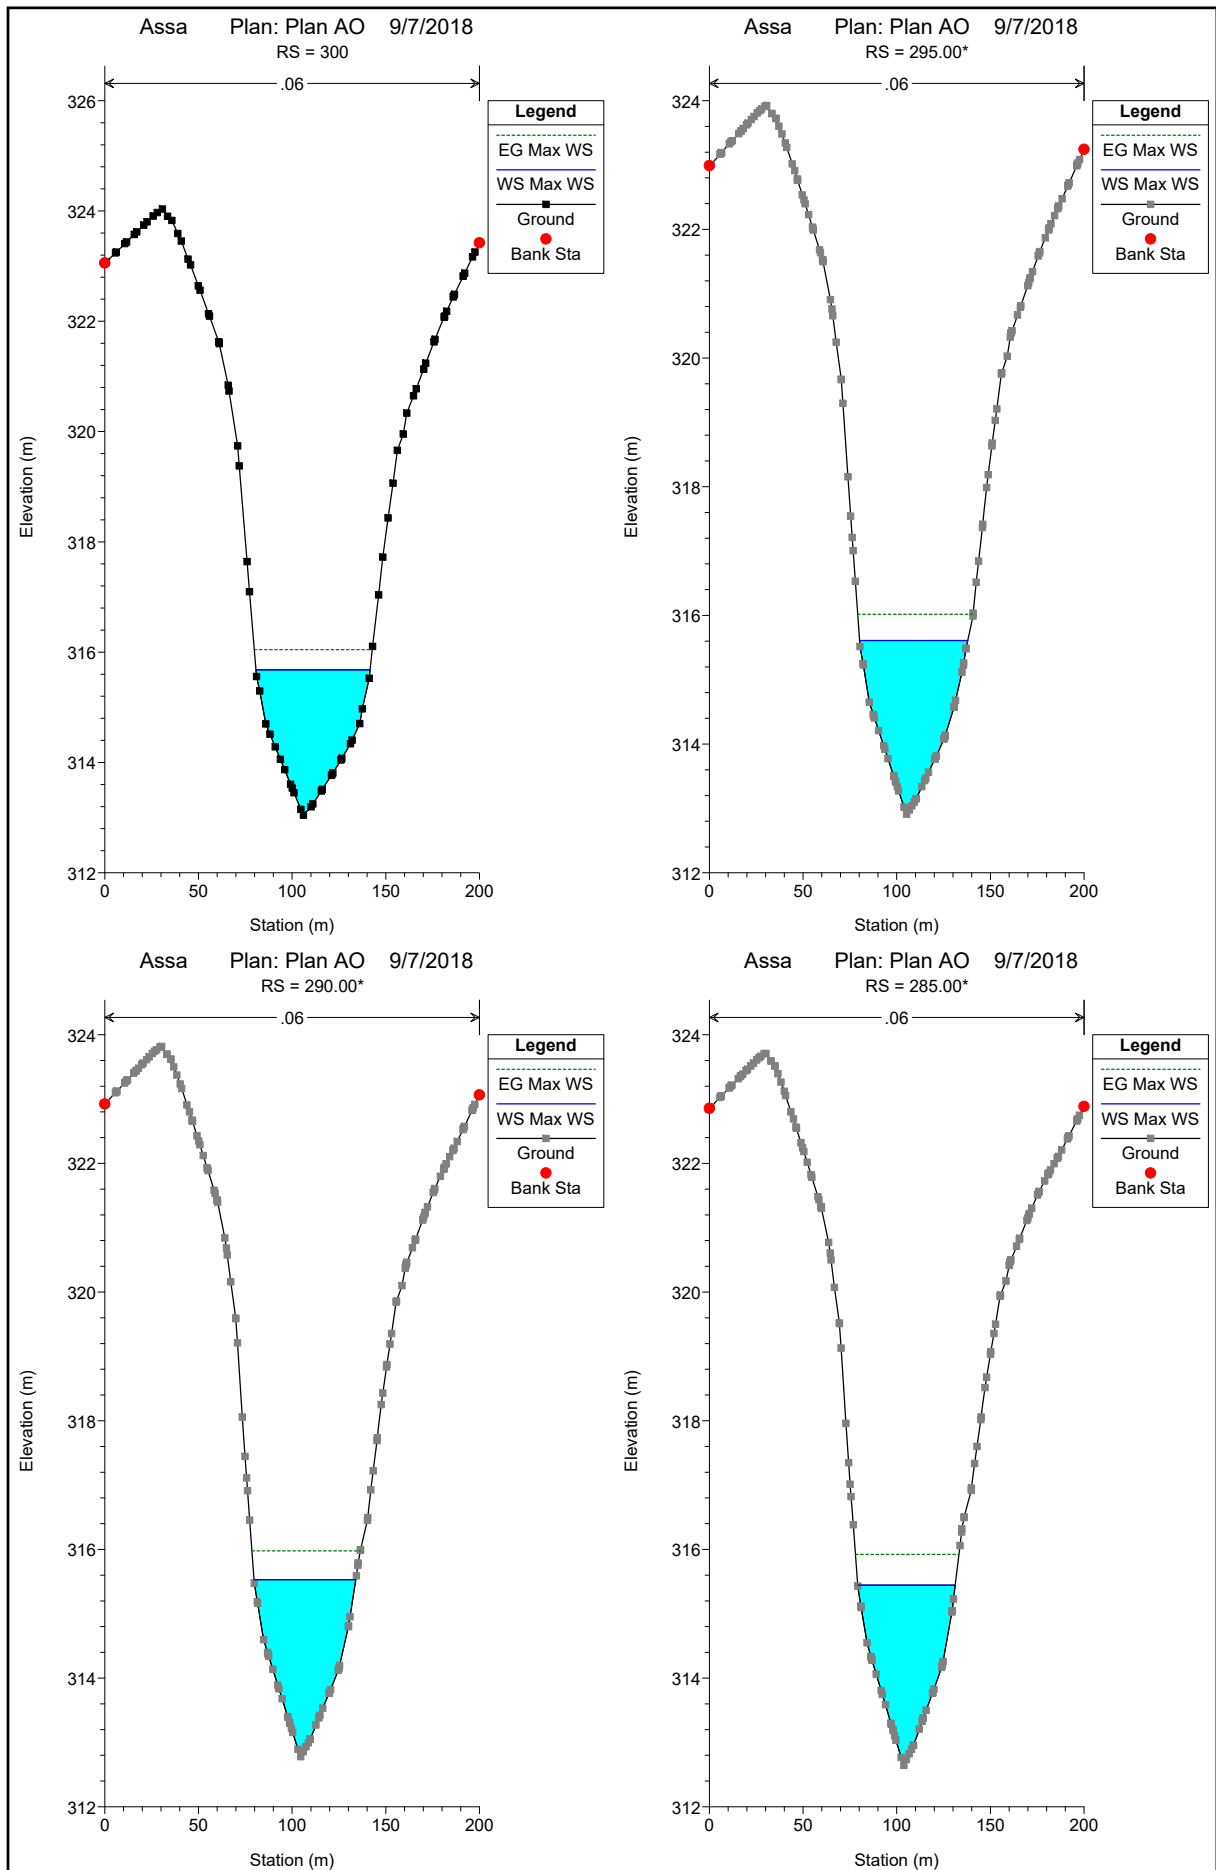 Assa Plan: Plan AO 9/7/2018
RS = 300
.06
326
324
322
320
318
316
314
312
Elevation (m)
0 50 100 150 200
Station (m)
Legend
EG Max WS
WS Max WS
Ground
Bank Sta
Assa Plan: Plan AO 9/7/2018
RS = 295.00*
.06
324
322
320
318
316
314
312
Elevation (m)
0 50 100 150 200
Station (m)
Legend
EG Max WS
WS Max WS
Ground
Bank Sta
Assa Plan: Plan AO 9/7/2018
RS = 290.00*
.06
324
322
320
318
316
314
312
Elevation (m)
0 50 100 150 200
Station (m)
Legend
EG Max WS
WS Max WS
Ground
Bank Sta
Assa Plan: Plan AO 9/7/2018
RS = 285.00*
.06
324
322
320
318
316
314
312
Elevation (m)
0 50 100 150 200
Station (m)
Legend
EG Max WS
WS Max WS
Ground
Bank Sta